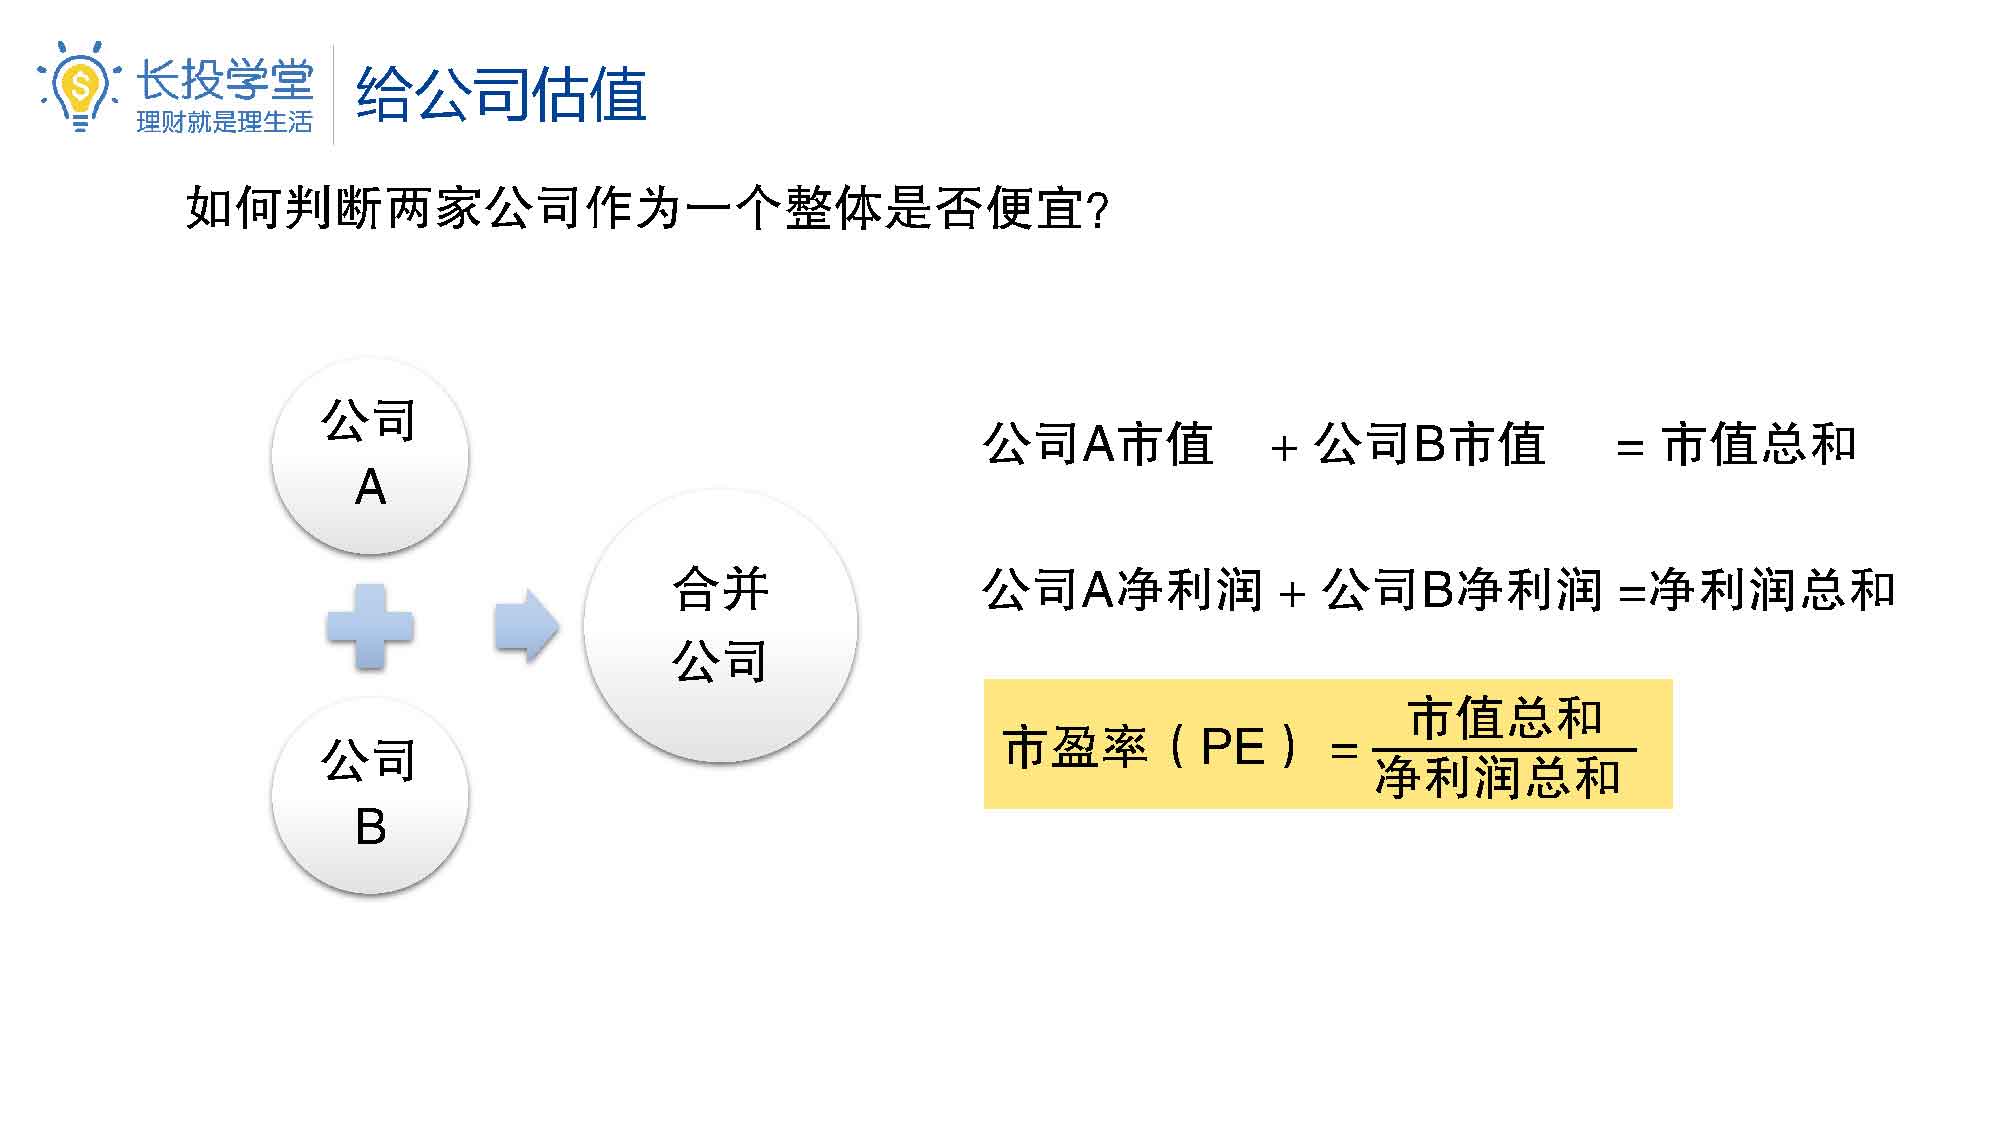 长投学堂
理财就是理生活
给公司估值
如何判断两家公司作为一个整体是否便宜?
公司
A
公司
B
合并
公司
公司A市值 + 公司B市值 = 市值总和
公司A净利润 + 公司B净利润 =净利润总和
市盈率（PE） = 市值总和
净利润总和